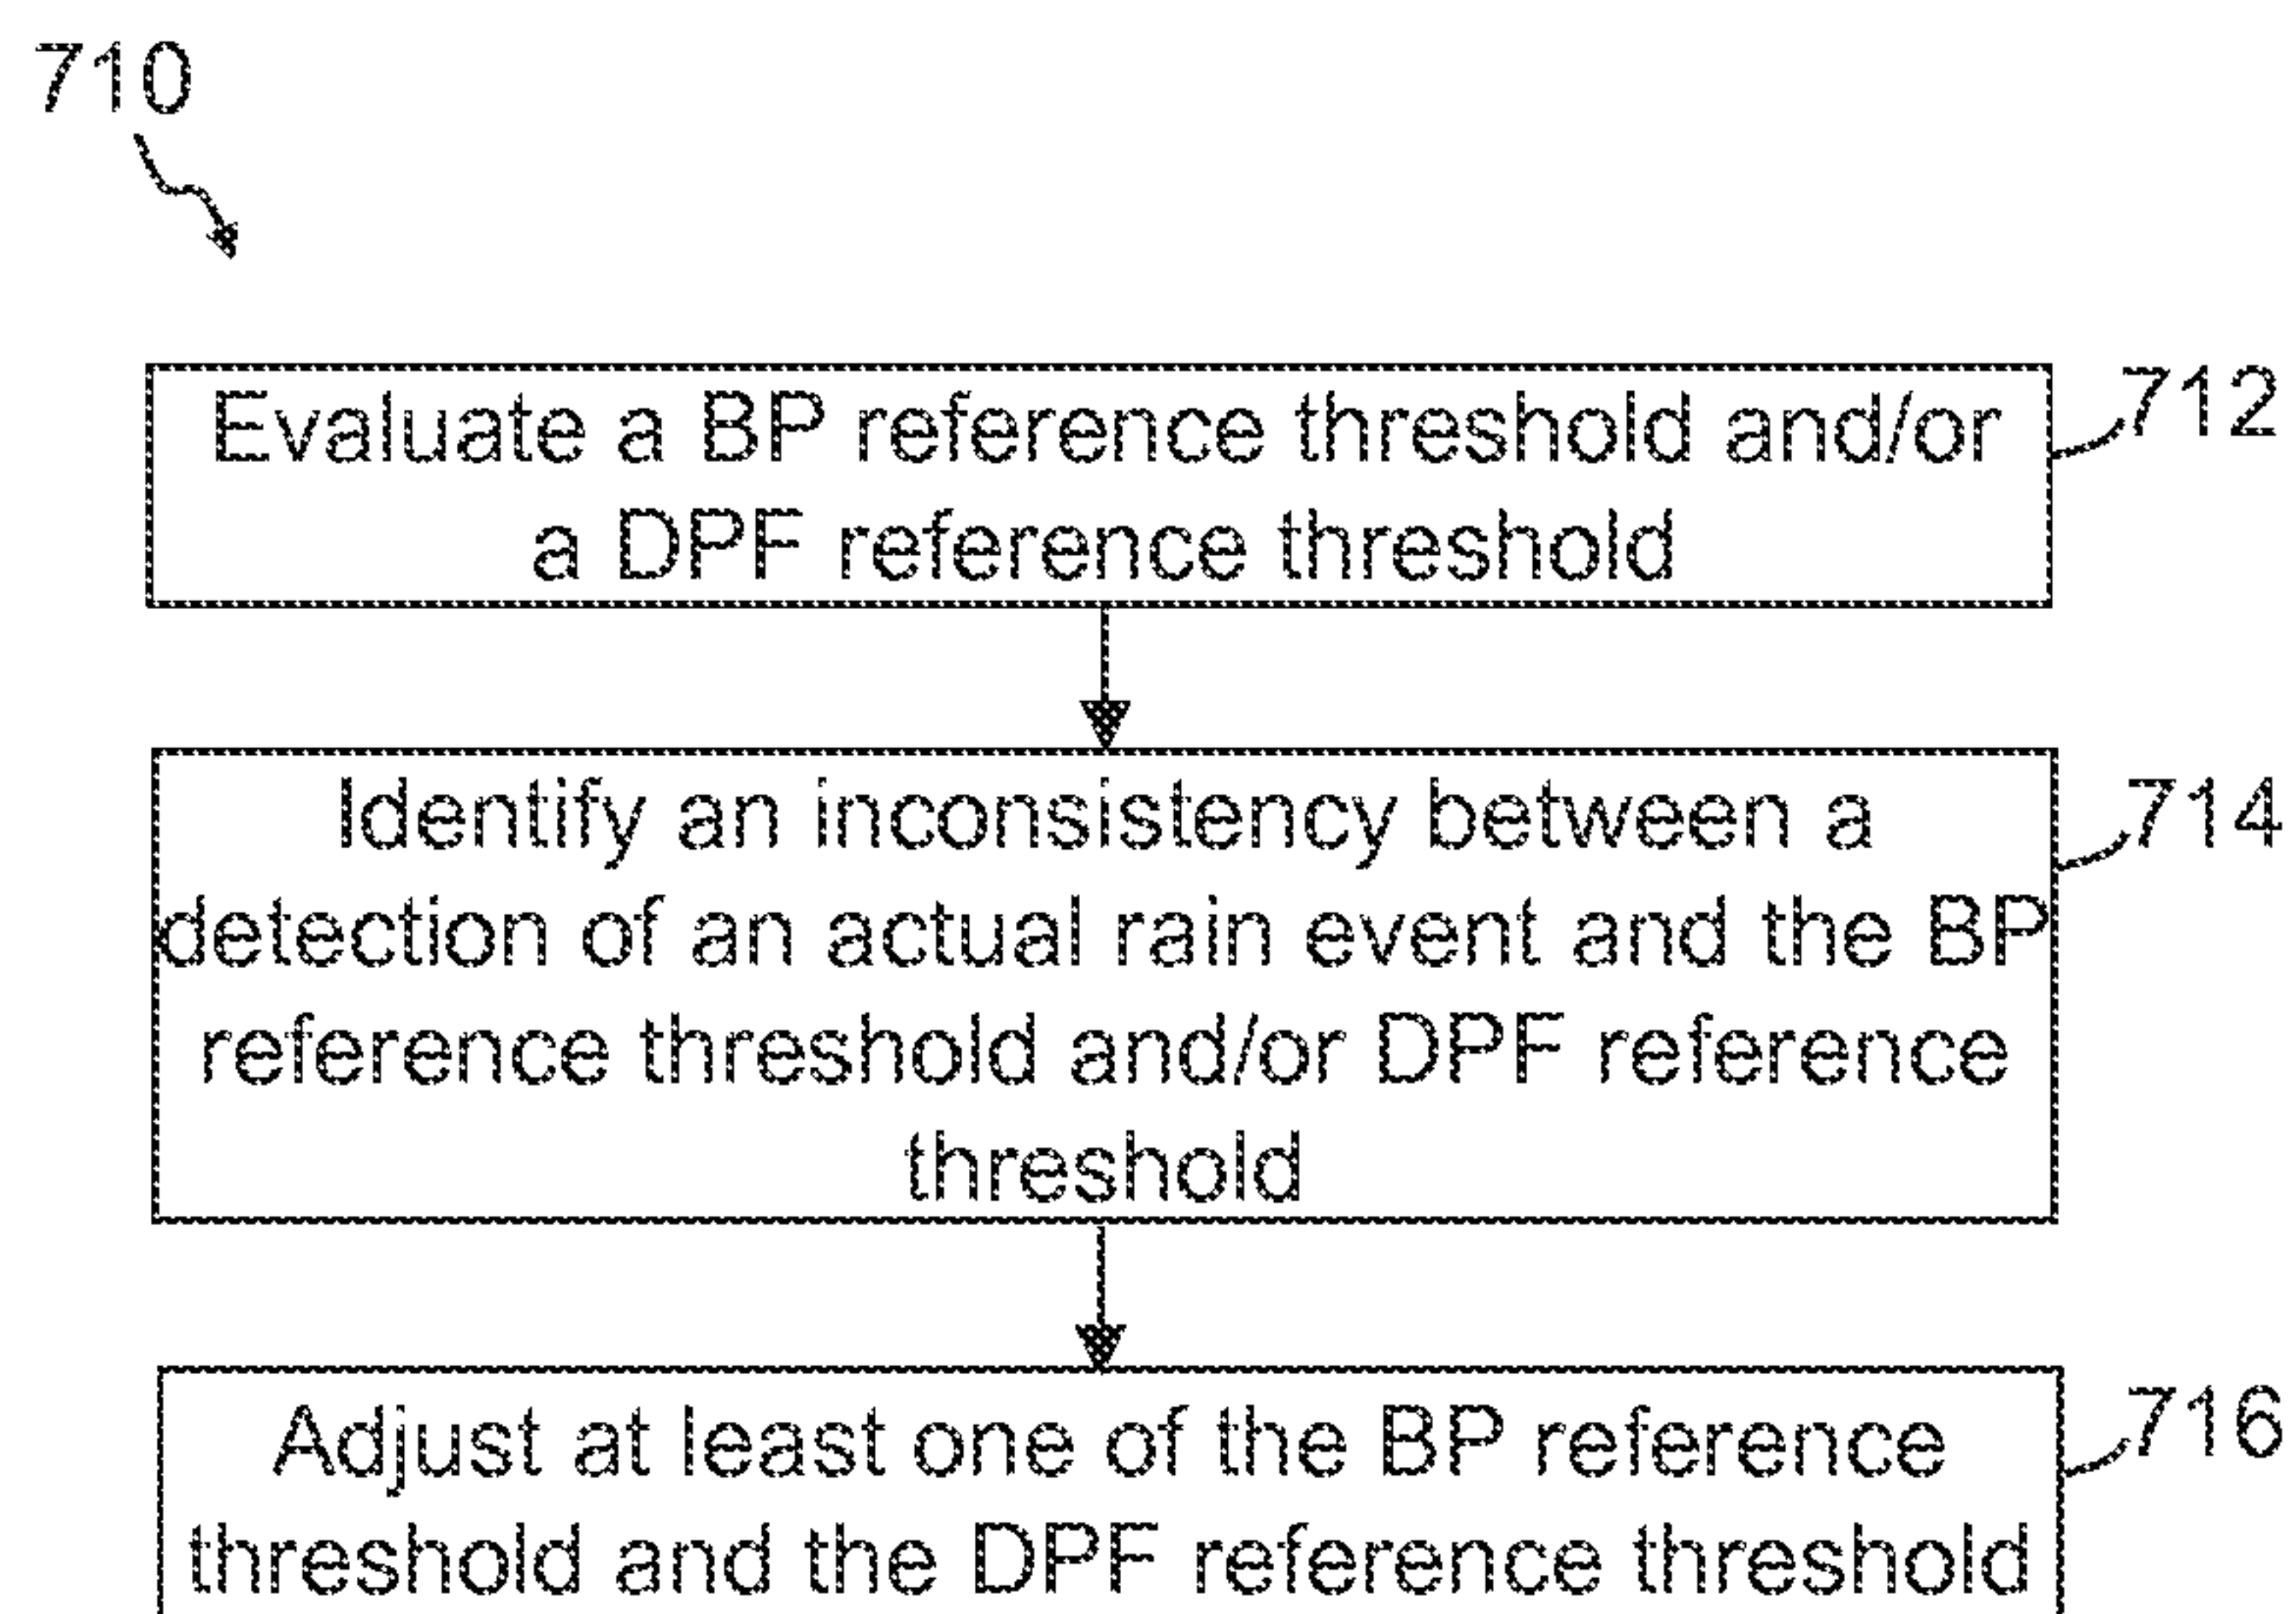 710
Evaluate a BP reference threshold and/or
a DPF reference threshold
712
Identify an inconsistency between a
detection of an actual rain event and the BP
reference threshold and/or DPF reference
threshold
714
Adjust at least one of the BP reference
threshold and the DPF reference threshold
716